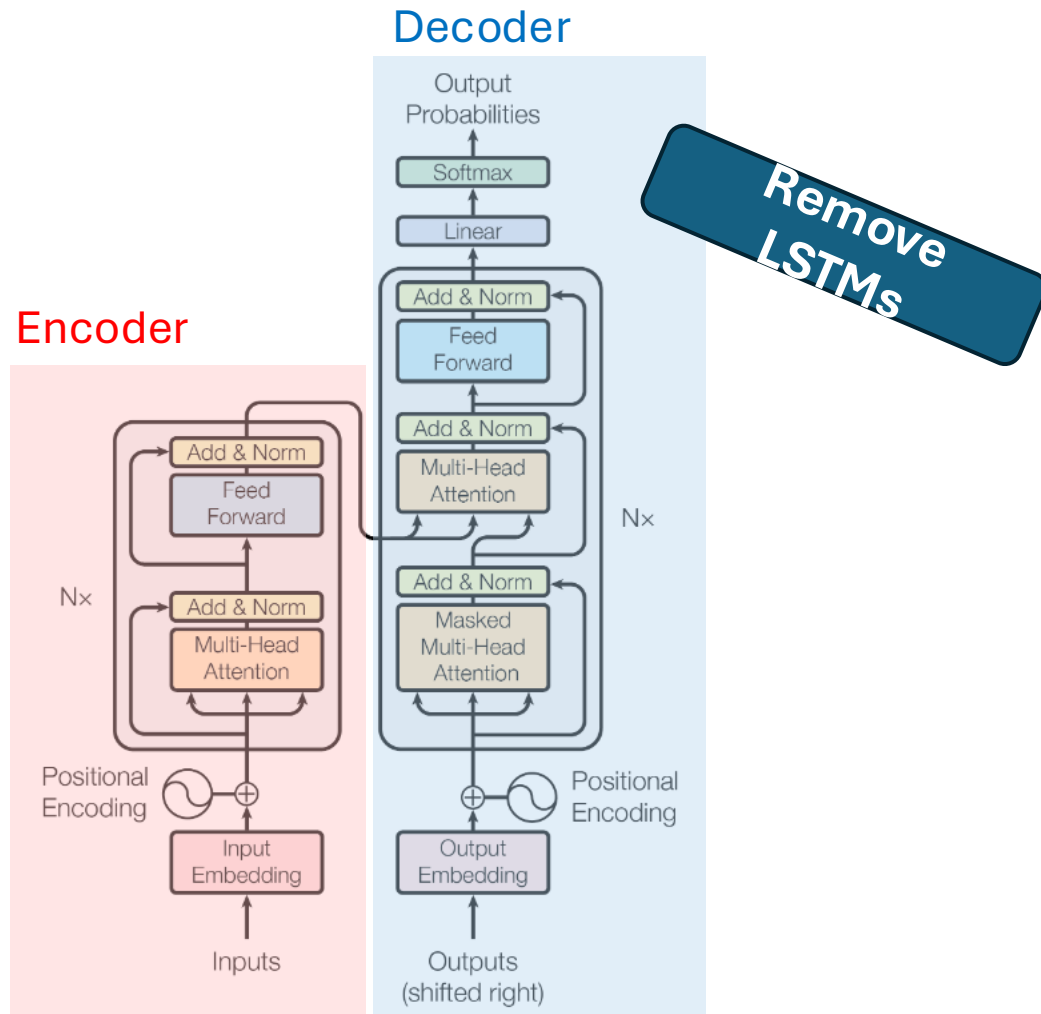 Decoder
Output
Probabilities
Softmax
Linear
Add & Norm
Feed
Forward
Add & Norm
Multi-Head
Attention
Nx
Add & Norm
Masked
Multi-Head
Attention
Positional
Encoding
Output
Embedding
Outputs
(shifted right)
Remove
LSTMs
Encoder
Add & Norm
Feed
Forward
Nx
Add & Norm
Multi-Head
Attention
Positional
Encoding
Input
Embedding
Inputs